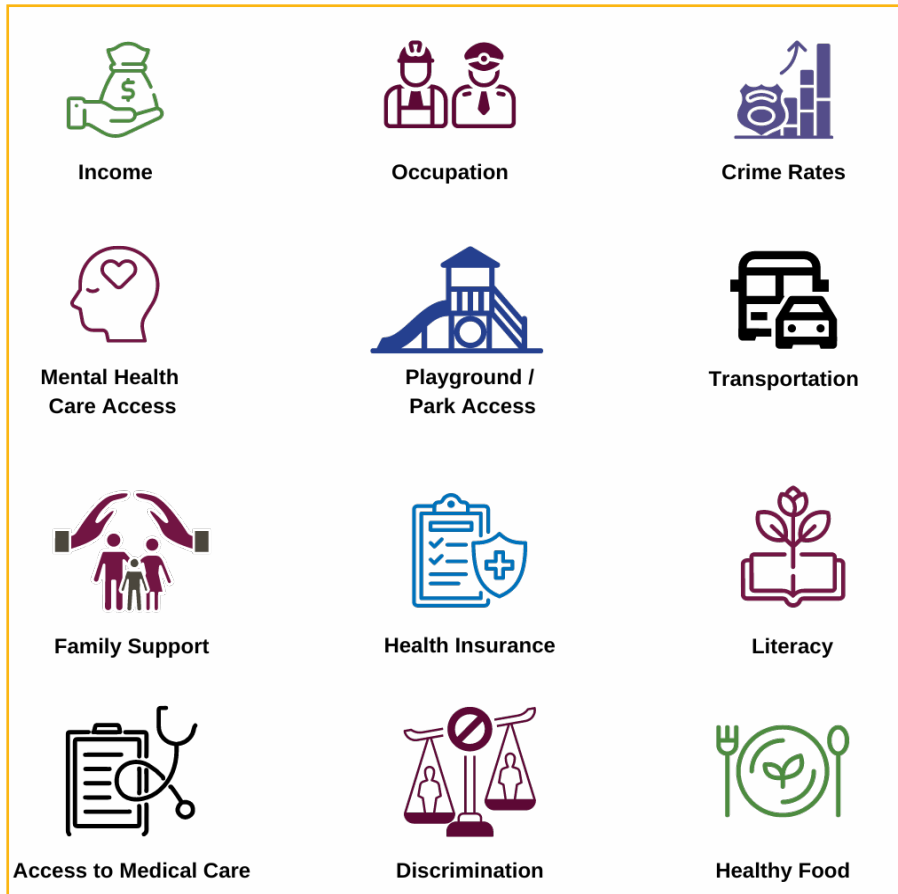 $
Income
Occupation
Crime Rates
Mental Health
Care Access
Playground /
Park Access
Transportation
Family Support
Health Insurance
Literacy
Access to Medical Care
Discrimination
Healthy Food